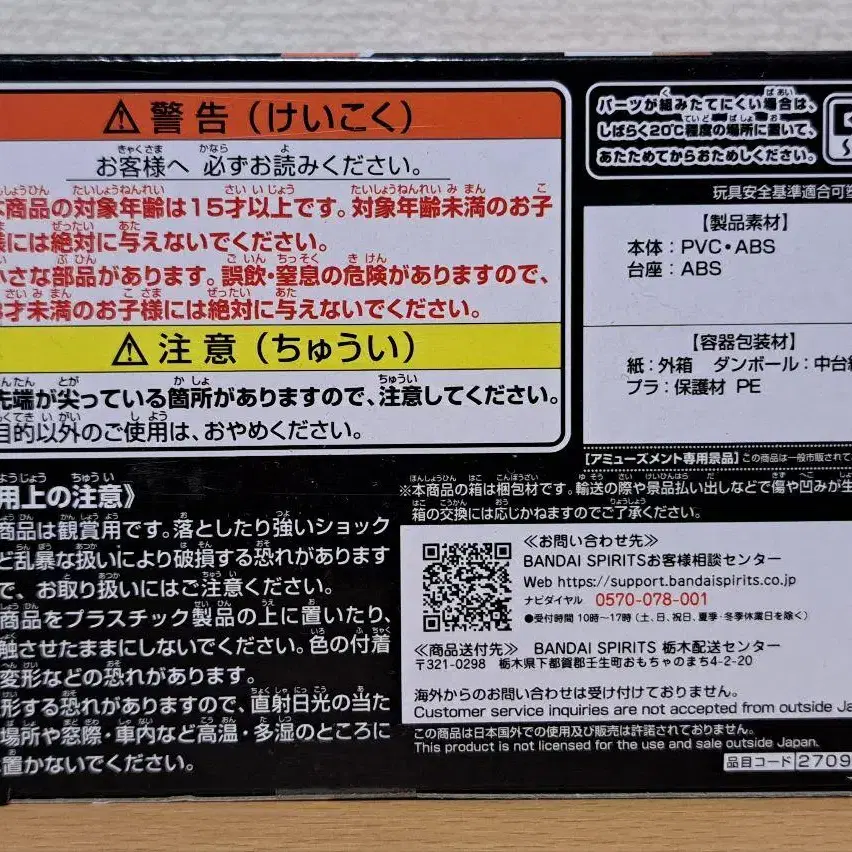 ⚠警告（けいこく）
お客様へ 必ずお読みください。
商品の対象年齢は15才以上です。対象年齢未満のお子
様には絶対に与えないでください。
小さな部品があります。誤飲・窒息の危険がありますので、
才未満のお子様には絶対に与えないでください。
⚠注意（ちゅうい）
先端が尖っている箇所がありますので、注意してください。
目的以外のご使用は、おやめください。
用上の注意》
商品は観賞用です。落としたり強いショック
ど乱暴な扱いにより破損する恐れがあります
で、お取り扱いにはご注意ください。
商品をプラスチック製品の上に置いたり、
触させたままにしないでください。色の付着
変形などの恐れがあります。
形する恐れがありますので、直射日光の当た
場所や窓際・車内など高温・多湿のところに
置かないでください。
パーツが組みたてにくい場合は、
しばらく20℃程度の場所に置いて、
あたためてからおためしください。
玩具安全基準適合可塑
【製品素材】
本体：PVC・ABS
台座：ABS
【容器包装材】
紙：外箱 ダンボール：中台紙
プラ：保護材 PE
【アミューズメント専用景品】この商品は一般市販されて
※本商品の箱は梱包材です。輸送の際や景品払い出しなどで傷や凹みが生
箱の交換には応じかねますのでご了承ください。
≪お問い合わせ先≫
BANDAI SPIRITSお客様相談センター
Web https://support.bandaispirits.co.jp
ナビダイヤル 0570-078-001
●受付時間 10時〜17時（土、日、祝日、夏季・冬季休業日を除く）
≪商品送付先≫ BANDAI SPIRITS 栃木配送センター
〒321-0298 栃木県下都賀郡壬生町おもちゃのまち4-2-20
海外からのお問い合わせは受け付けておりません。
Customer service inquiries are not accepted from outside Ja
この商品は日本国外での使用及び販売は許諾されておりません。
This product is not licensed for the use and sale outside Japan.
品目コード 2709